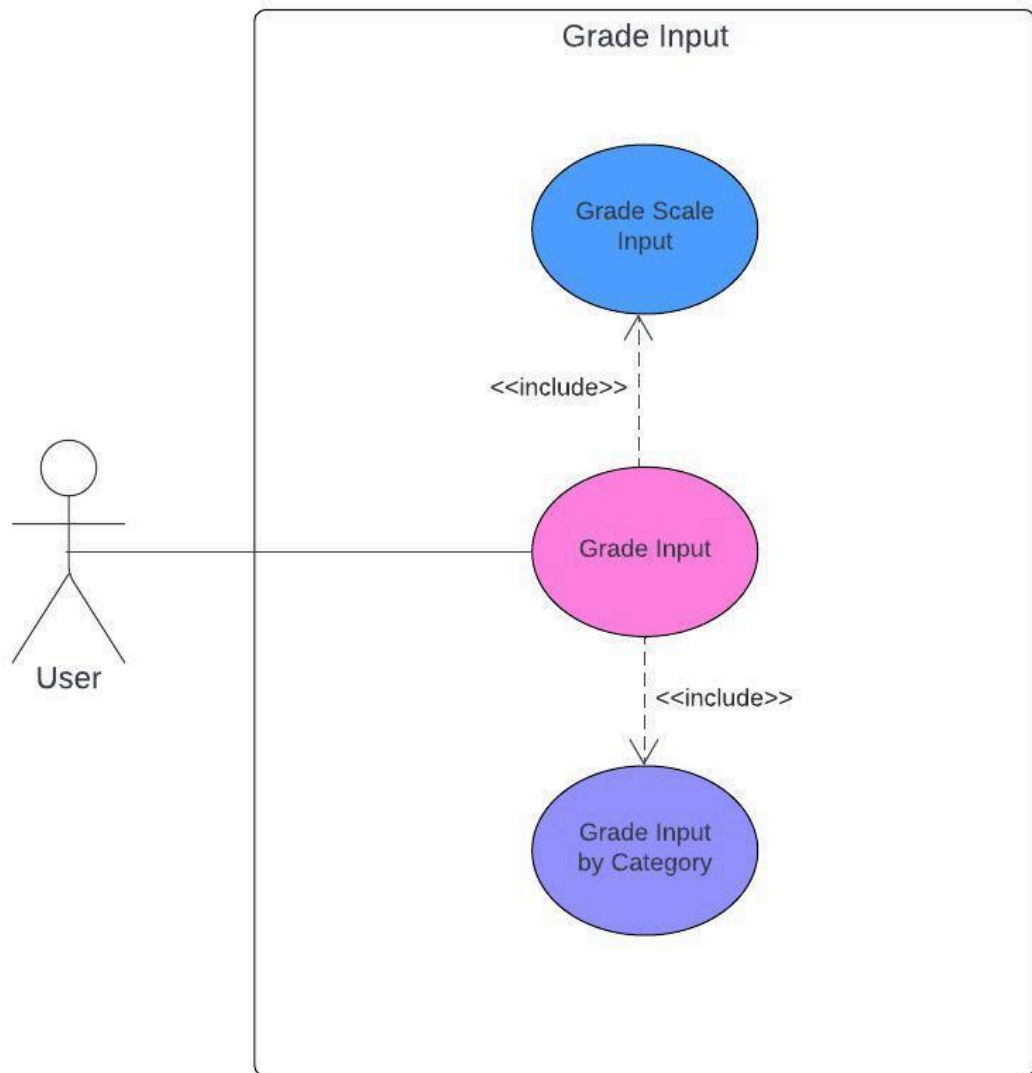 Grade Input
Grade Scale
Input
<<include>>
Grade Input
User
<<include>>
Grade Input
by Category